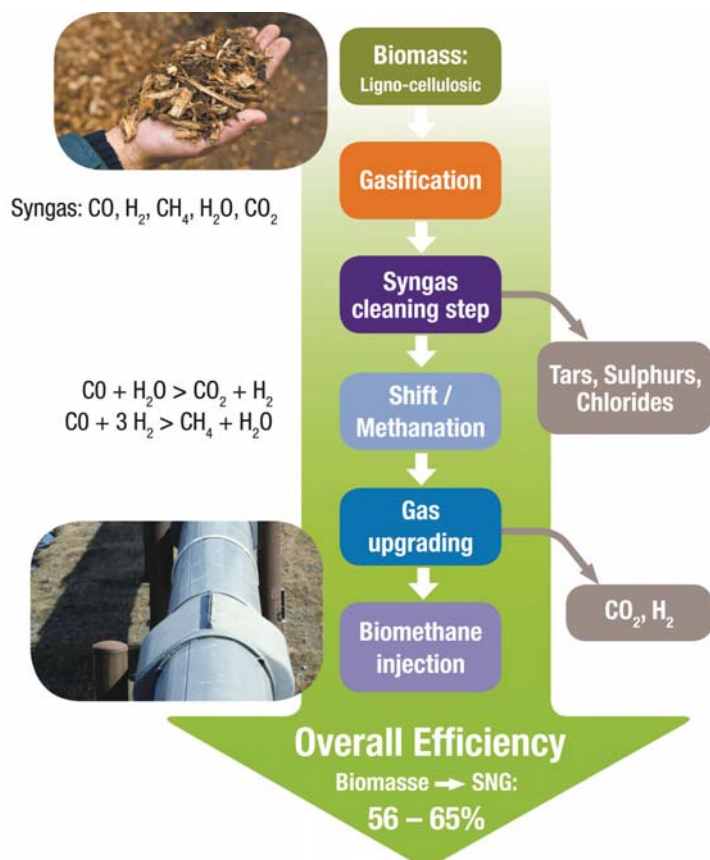 Biomass:
Ligno-cellulosic
Gasification
Syngas: CO, H₂, CH₄, H₂O, CO₂
Syngas
cleaning step
Tars, Sulphurs,
Chlorides
CO + H₂O > CO₂ + H₂
CO + 3 H₂ > CH₄ + H₂O
Shift /
Methanation
Gas
upgrading
CO₂, H₂
Biomethane
injection
Overall Efficiency
Biomasse → SNG:
56 – 65%